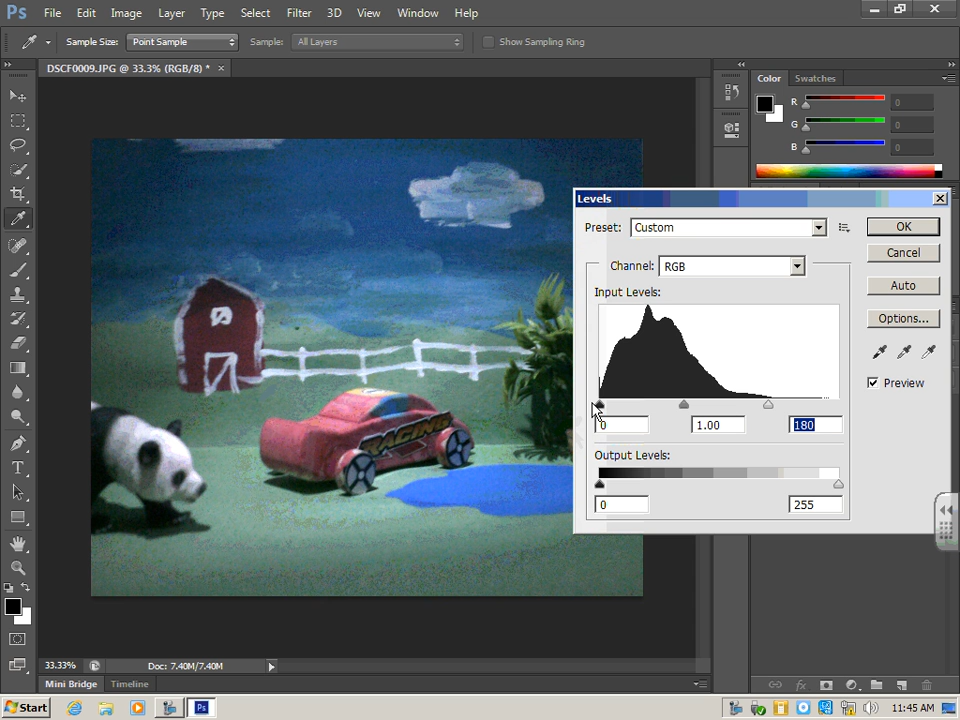 Ps File Edit Image Layer Type Select Filter 3D View Window Help
Sample Size: Point Sample Sample: All Layers Show Sampling Ring
DSCF0009.JPG @ 33.3% (RGB/8) * ×
Color Swatches
R 0
G 0
B 0
Levels
Preset: Custom OK
Cancel
Channel: RGB
Auto
Input Levels:
Options...
Preview
0 1.00 180
Output Levels:
0 255
RACING
33.33% Doc: 7.40M/7.40M
Mini Bridge Timeline
Start Ps 11:45 AM